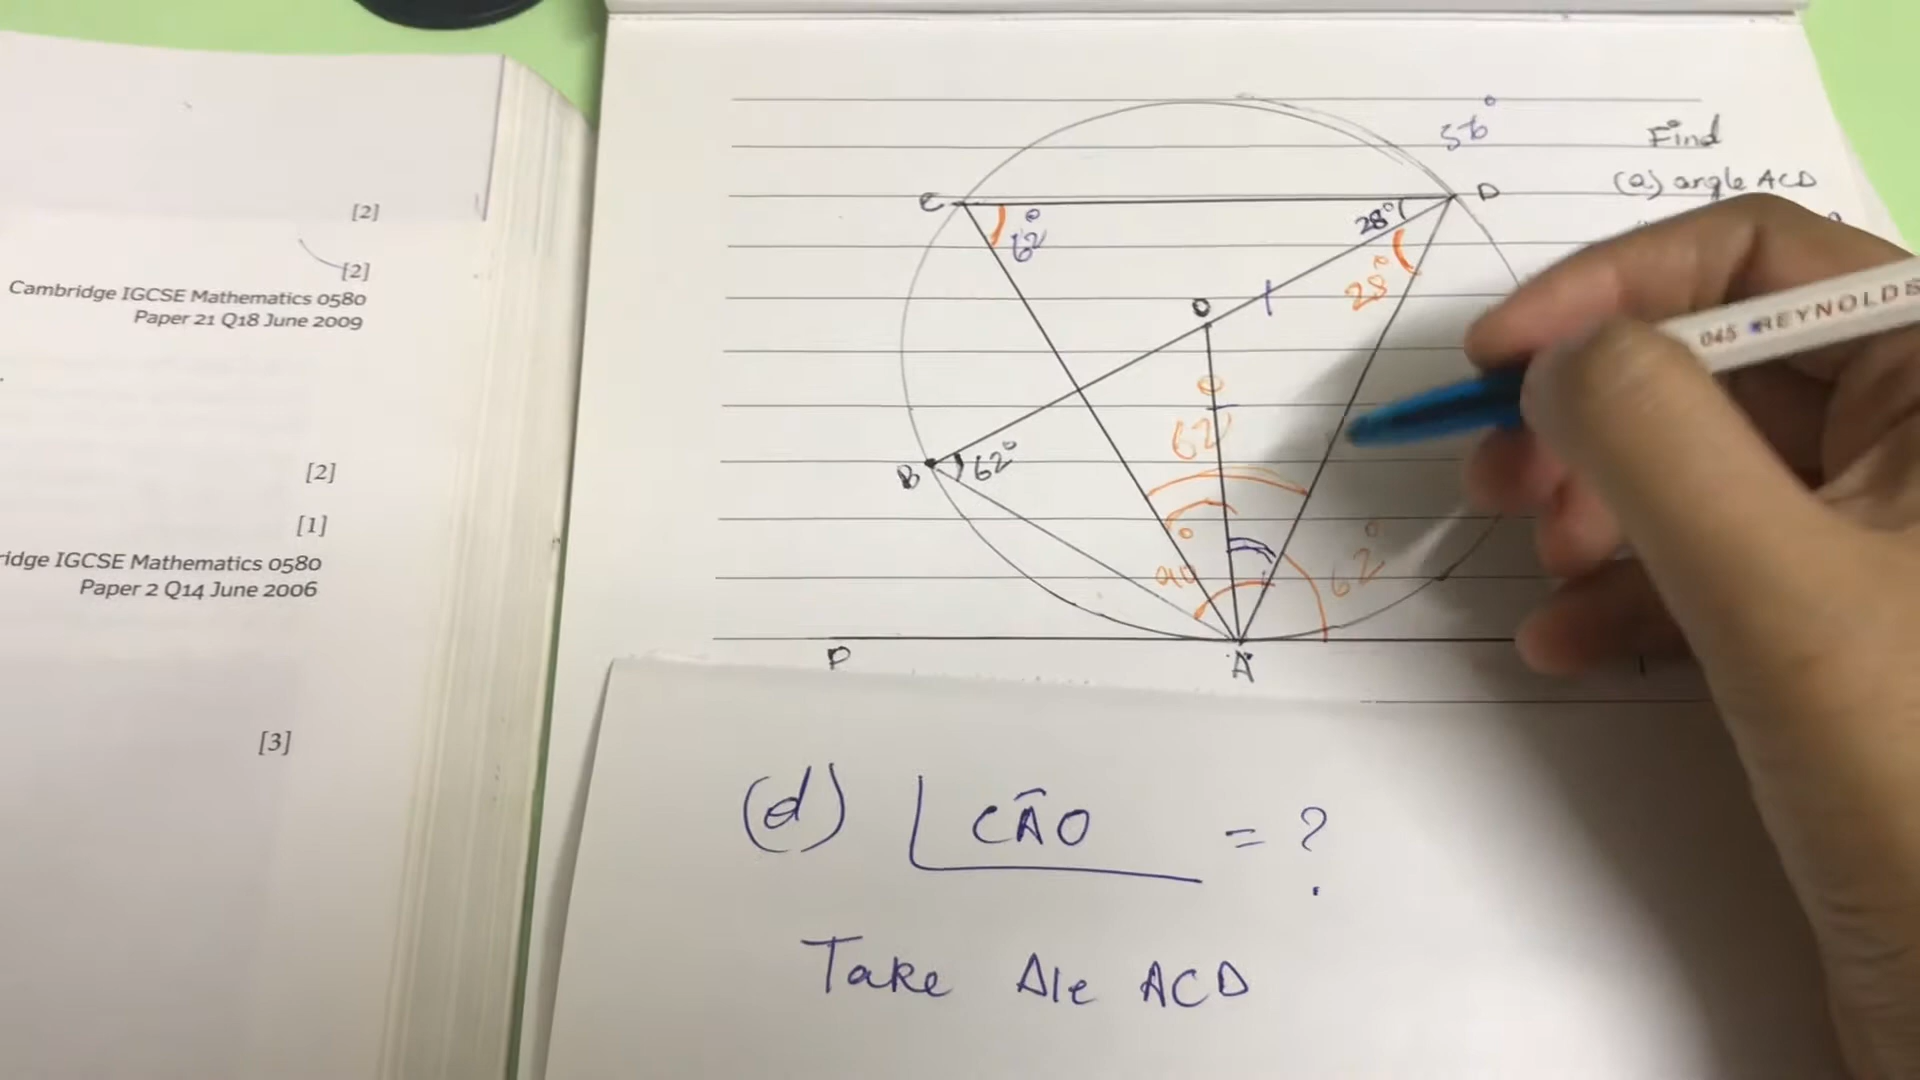 [2]
[2]
Cambridge IGCSE Mathematics 0580
Paper 21 Q18 June 2009
[2]
[1]
ridge IGCSE Mathematics 0580
Paper 2 Q14 June 2006
[3]
56°
Find
(a) angle ACD
C
D
62°
28°
28°
O
62°
B
62°
90°
62°
P
A
(d) CÂO = ?
Take Δle ACD
045 REYNOLDS